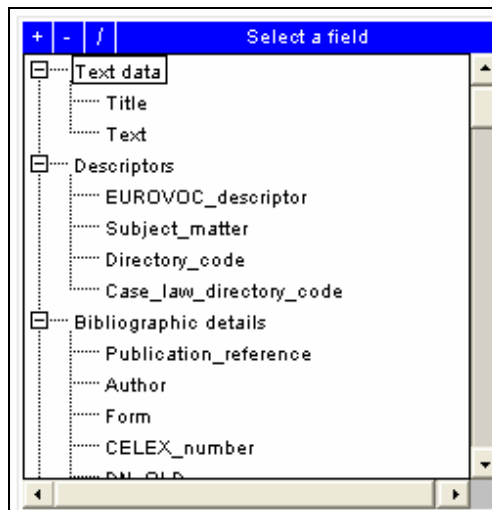 + - / Select a field
Text data
Title
Text
Descriptors
EUROVOC_descriptor
Subject_matter
Directory_code
Case_law_directory_code
Bibliographic details
Publication_reference
Author
Form
CELEX_number